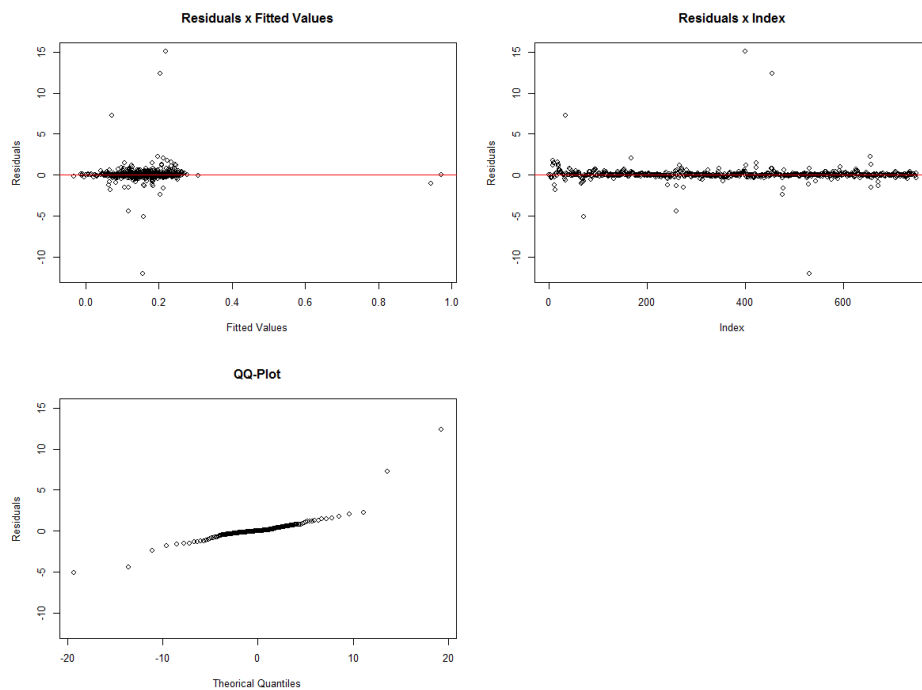 Residuals x Fitted Values
15
10
5
0
-5
-10
Residuals
0.0 0.2 0.4 0.6 0.8 1.0
Fitted Values
Residuals x Index
15
10
5
0
-5
-10
Residuals
0 200 400 600
Index
QQ-Plot
15
10
5
0
-5
-10
Residuals
-20 -10 0 10 20
Theorical Quantiles